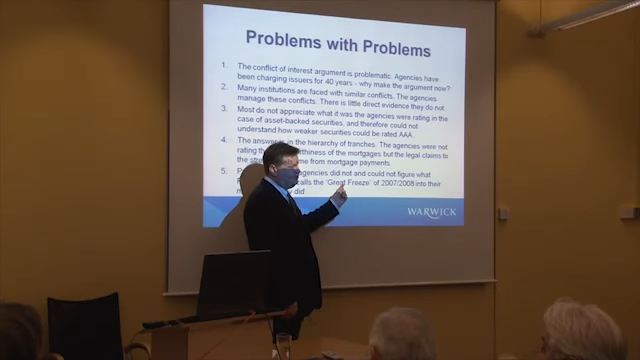 Problems with Problems
1. The conflict of interest argument is problematic. Agencies have
been charging issuers for 40 years - why make the argument now?
2. Many institutions are faced with similar conflicts. The agencies
manage these conflicts. There is little direct evidence they do not.
3. Most do not appreciate what it was the agencies were rating in the
case of asset-backed securities, and therefore could not
understand how weaker securities could be rated AAA.
4. The answer is in the hierarchy of tranches. The agencies were not
rating the worthiness of the mortgages but the legal claims to
the from mortgage payments.
5. agencies did not and could not figure what
calls the 'Great Freeze' of 2007/2008 into their
did
WARWICK